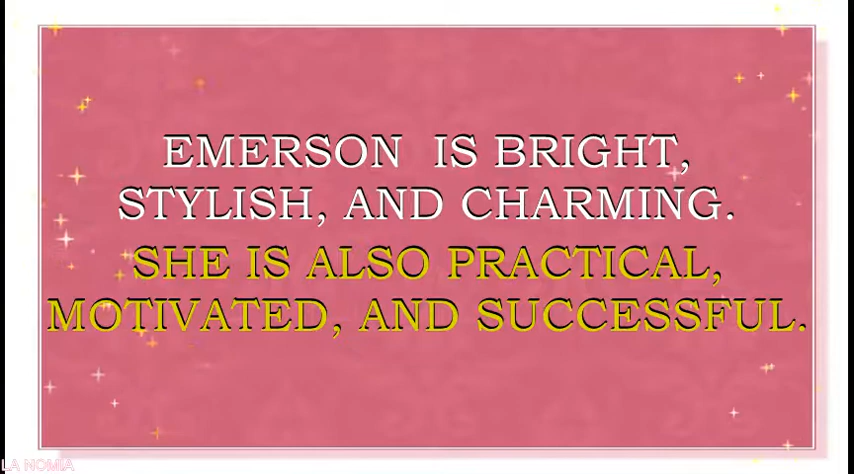 EMERSON IS BRIGHT,
STYLISH, AND CHARMING.
SHE IS ALSO PRACTICAL,
MOTIVATED, AND SUCCESSFUL.
LA NOMIA